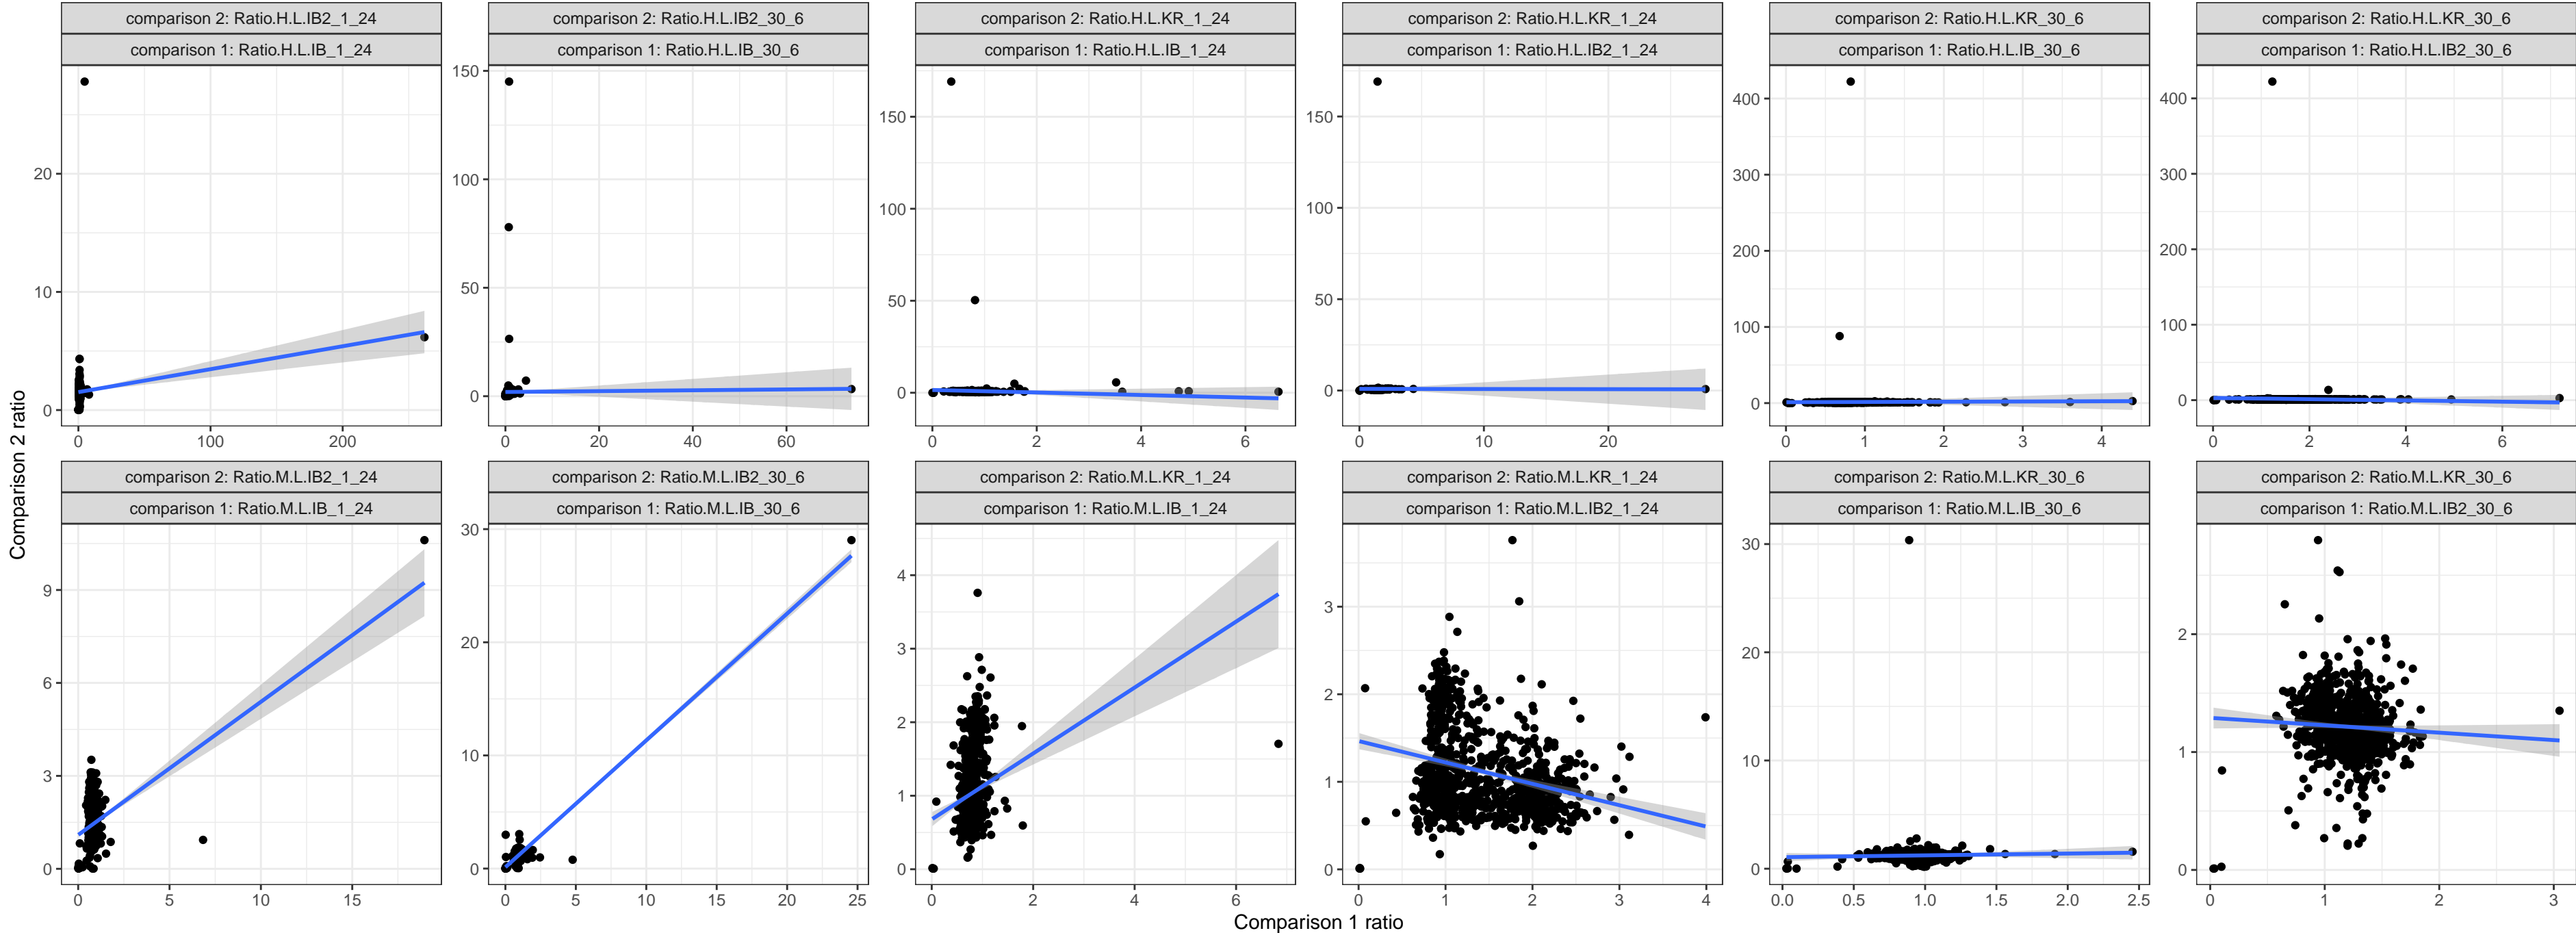 comparison 2: Ratio.H.L.IB2_1_24
comparison 1: Ratio.H.L.IB_1_24
comparison 2: Ratio.H.L.IB2_30_6
comparison 1: Ratio.H.L.IB_30_6
comparison 2: Ratio.H.L.KR_1_24
comparison 1: Ratio.H.L.IB_1_24
comparison 2: Ratio.H.L.KR_1_24
comparison 1: Ratio.H.L.IB2_1_24
comparison 2: Ratio.H.L.KR_30_6
comparison 1: Ratio.H.L.IB_30_6
comparison 2: Ratio.H.L.KR_30_6
comparison 1: Ratio.H.L.IB2_30_6
20
10
0
0 100 200
150
100
50
0
0 20 40 60
150
100
50
0
0 2 4 6
150
100
50
0
0 10 20
400
300
200
100
0
0 1 2 3 4
400
300
200
100
0
0 2 4 6
Comparison 2 ratio
comparison 2: Ratio.M.L.IB2_1_24
comparison 1: Ratio.M.L.IB_1_24
comparison 2: Ratio.M.L.IB2_30_6
comparison 1: Ratio.M.L.IB_30_6
comparison 2: Ratio.M.L.KR_1_24
comparison 1: Ratio.M.L.IB_1_24
comparison 2: Ratio.M.L.KR_1_24
comparison 1: Ratio.M.L.IB2_1_24
comparison 2: Ratio.M.L.KR_30_6
comparison 1: Ratio.M.L.IB_30_6
comparison 2: Ratio.M.L.KR_30_6
comparison 1: Ratio.M.L.IB2_30_6
9
6
3
0
0 5 10 15
30
20
10
0
0 5 10 15 20 25
4
3
2
1
0
0 2 4 6
3
2
1
0
0 1 2 3 4
30
20
10
0
0.0 0.5 1.0 1.5 2.0 2.5
2
1
0
0 1 2 3
Comparison 1 ratio